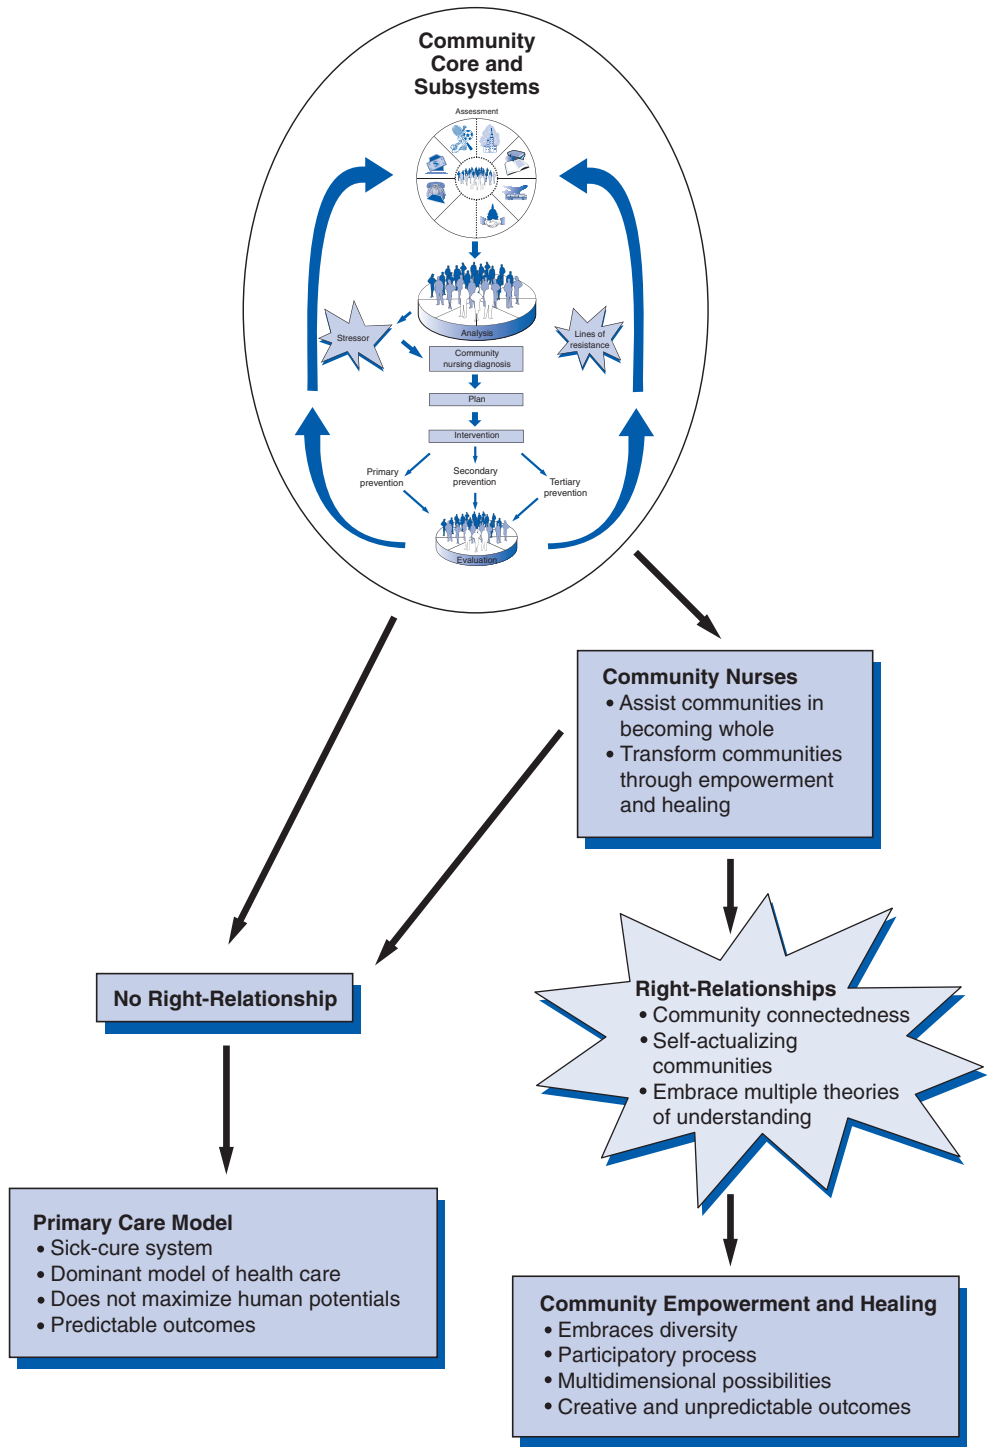 Community
Core and
Subsystems
Assessment
Analysis
Stressor
Lines of
resistance
Community
nursing diagnosis
Plan
Intervention
Primary
prevention
Secondary
prevention
Tertiary
prevention
Evaluation
Community Nurses
• Assist communities in
becoming whole
• Transform communities
through empowerment
and healing
No Right-Relationship
Right-Relationships
• Community connectedness
• Self-actualizing
communities
• Embrace multiple theories
of understanding
Primary Care Model
• Sick-cure system
• Dominant model of health care
• Does not maximize human potentials
• Predictable outcomes
Community Empowerment and Healing
• Embraces diversity
• Participatory process
• Multidimensional possibilities
• Creative and unpredictable outcomes